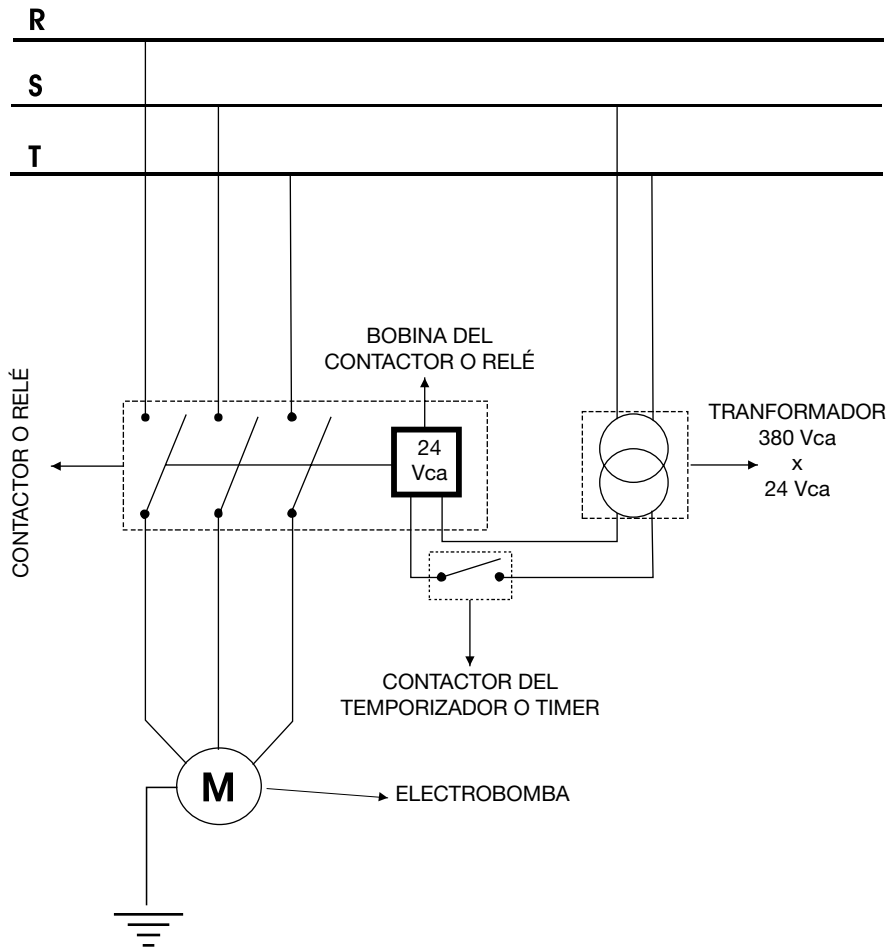 R
S
T
BOBINA DEL
CONTACTOR O RELÉ
CONTACTOR O RELÉ
24
Vca
TRANFORMADOR
380 Vca
x
24 Vca
CONTACTOR DEL
TEMPORIZADOR O TIMER
M
ELECTROBOMBA